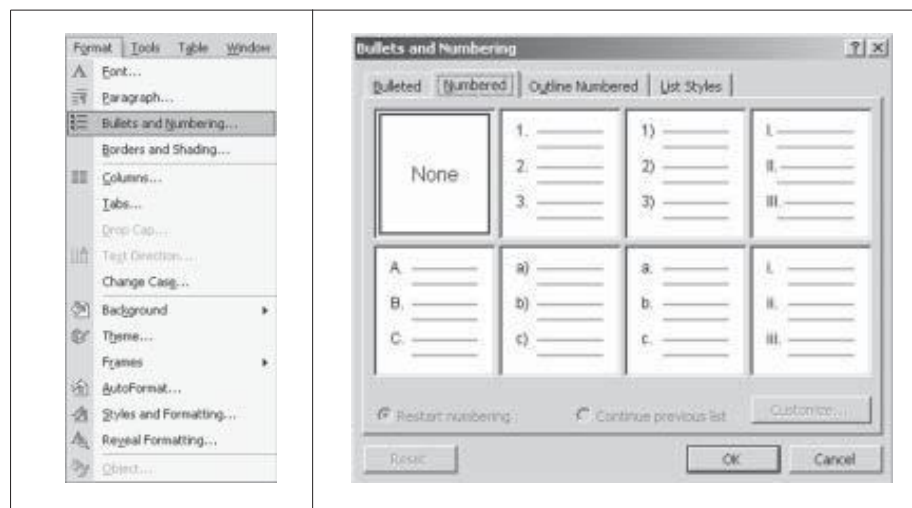 Format Tools Table Window
Font...
Paragraph...
Bullets and Numbering...
Borders and Shading...
Columns...
Tabs...
Drop Cap...
Text Direction...
Change Case...
Background
Theme...
Frames
AutoFormat...
Styles and Formatting...
Reveal Formatting...
Object...
Bullets and Numbering
Bulleted Numbered Outline Numbered List Styles
None
1.
2.
3.
1)
2)
3)
I.
II.
III.
A.
B.
C.
a)
b)
c)
a.
b.
c.
i.
ii.
iii.
Restart numbering Continue previous list Customize...
Reset OK Cancel